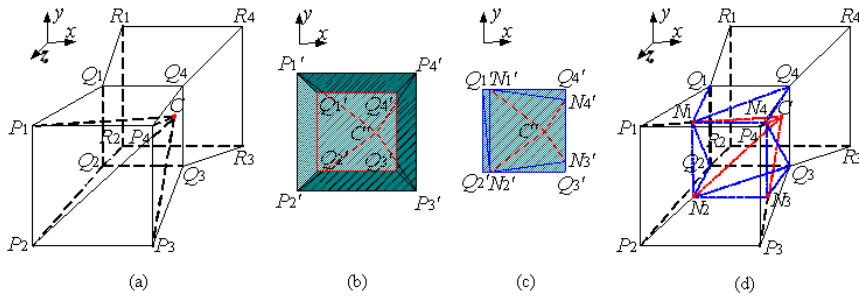 y R1 R4
x
z
Q1 Q4
C
P1
R2 P4
R3
Q2 Q3
P2 P3
(a)
y
x
P1' P4'
Q1' Q4'
C''
Q2' Q3'
P2' P3'
(b)
y
x
Q1' N1' Q4'
N4'
C''
N3'
Q2' N2' Q3'
(c)
y R1 R4
x
z
Q1 Q4
N1 N4 C
P1
R2 P4
R3
Q2 Q3
N2 N3
P2 P3
(d)